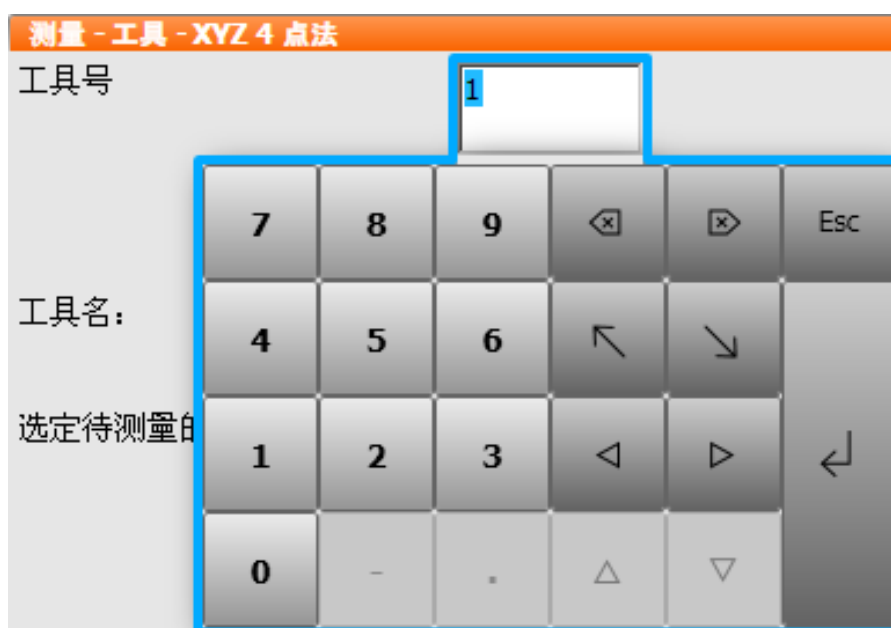 测量 - 工具 - XYZ 4 点法
工具号
1
7 8 9 Esc
工具名：
4 5 6
选定待测量的
1 2 3
0 - .